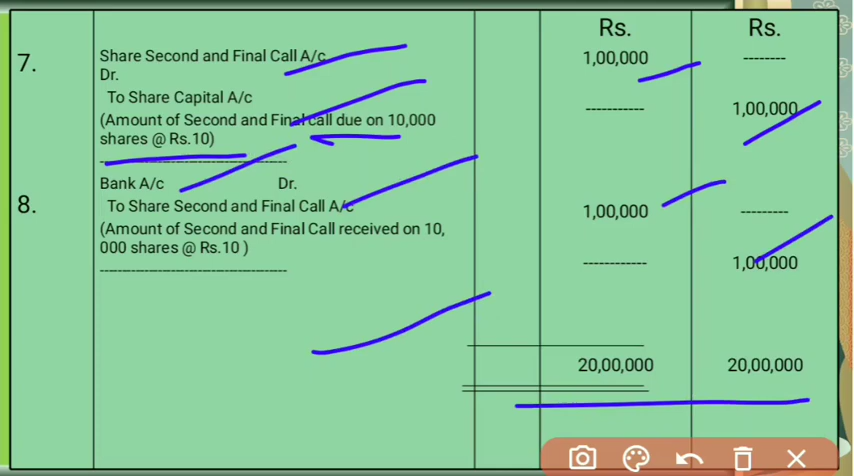 Rs. Rs.
7. Share Second and Final Call A/c 1,00,000 --------
Dr.
To Share Capital A/c
(Amount of Second and Final call due on 10,000 ----------- 1,00,000
shares @ Rs.10)
-------------------------------------------
Bank A/c Dr.
8. To Share Second and Final Call A/c 1,00,000 ---------
(Amount of Second and Final Call received on 10,
000 shares @ Rs.10 )
------------ 1,00,000
-------------------------------------------
20,00,000 20,00,000